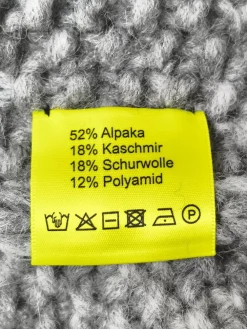 52% Alpaka
18% Kaschmir
18% Schurwolle
12% Polyamid
P